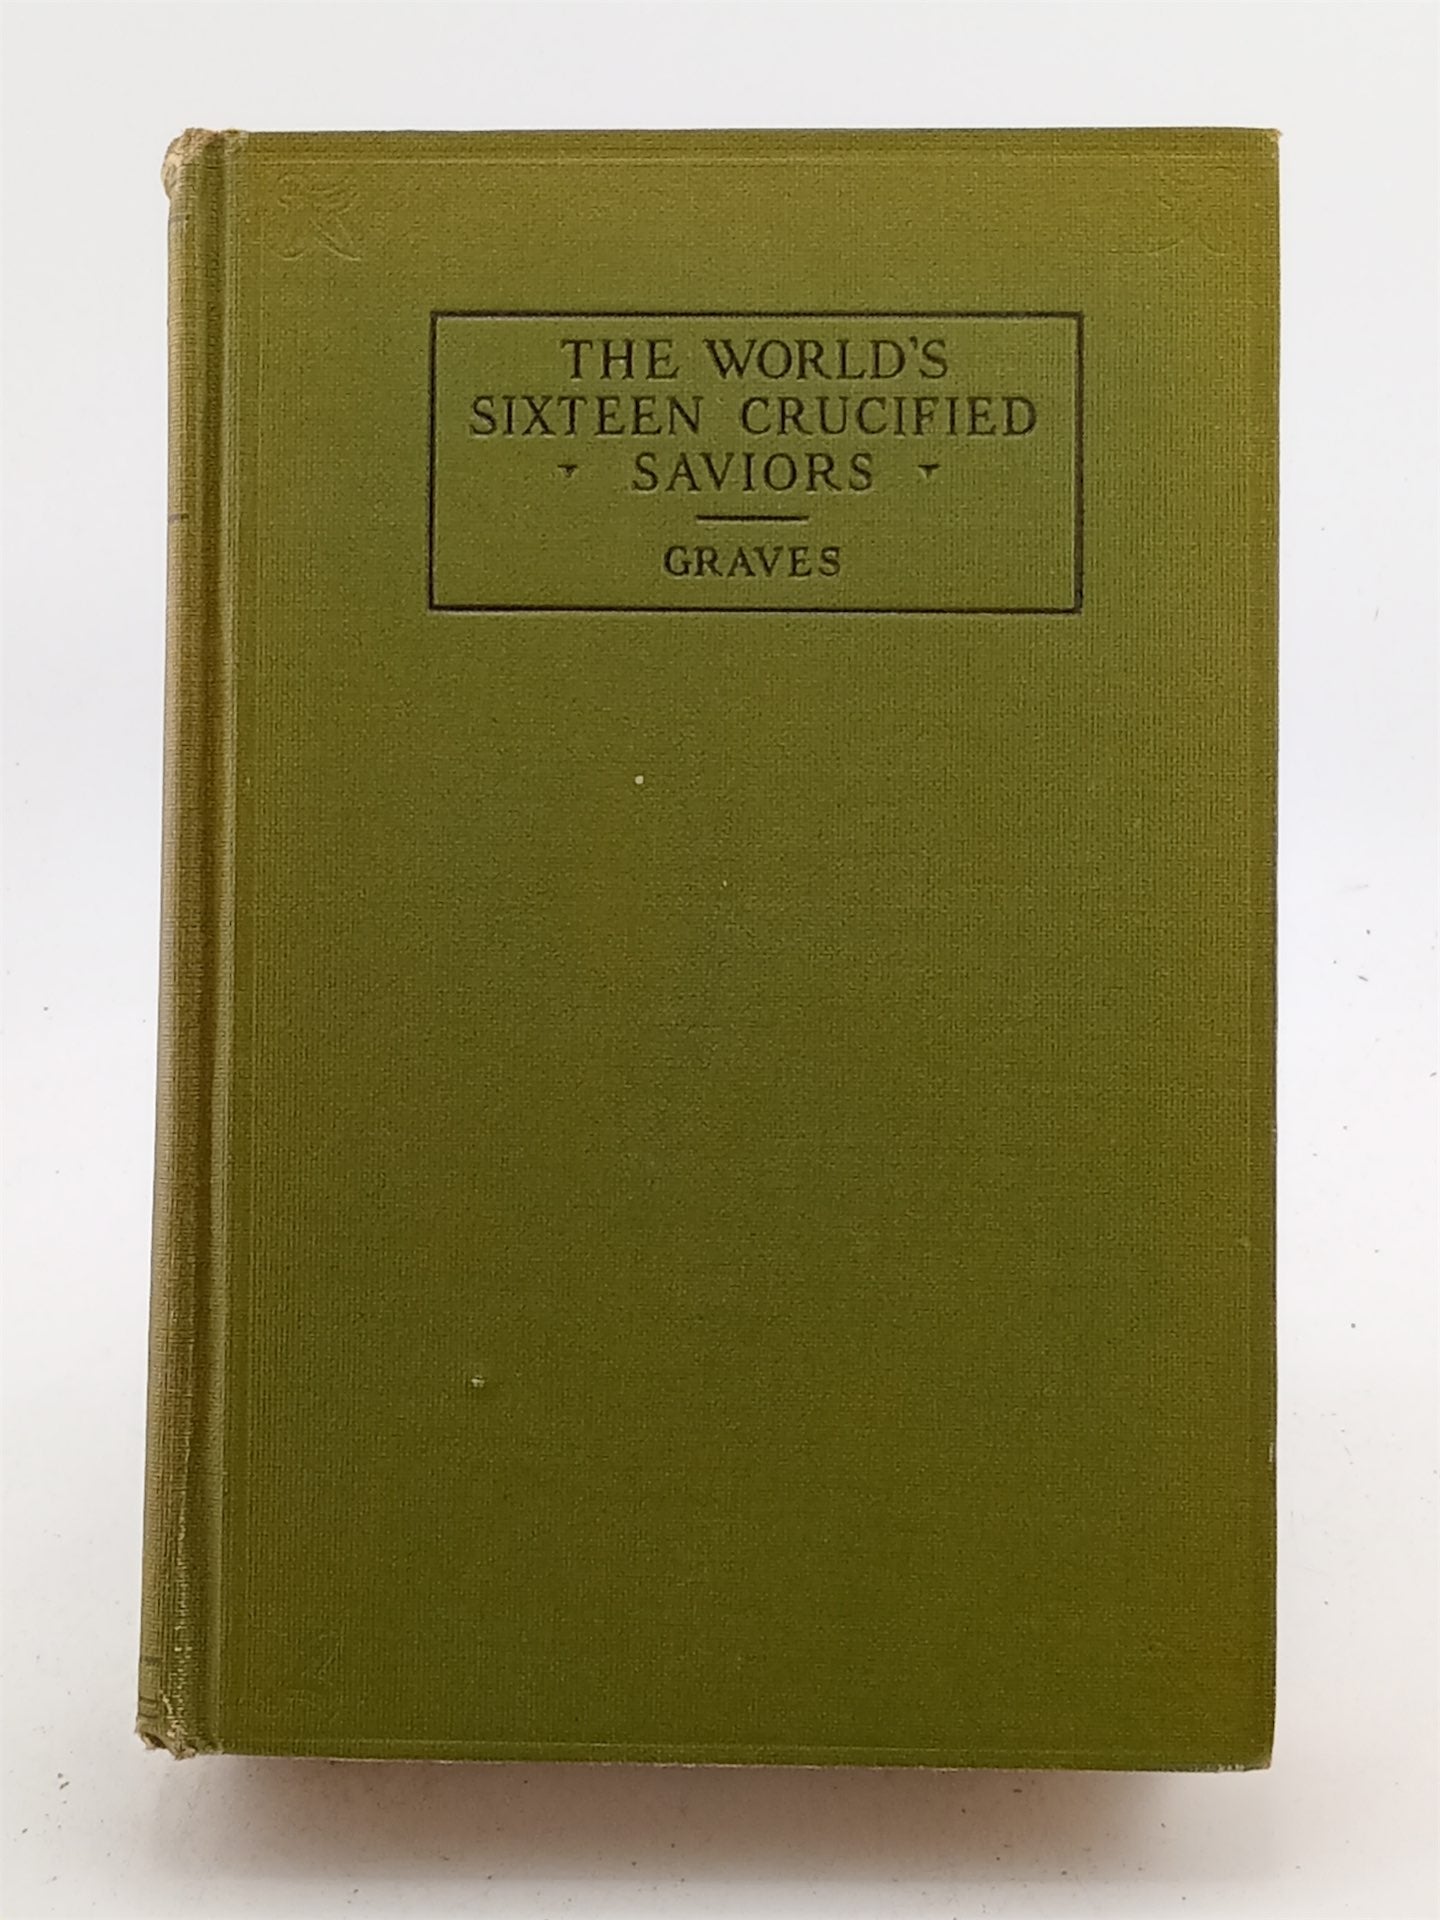 THE WORLD'S
SIXTEEN CRUCIFIED
SAVIORS
GRAVES